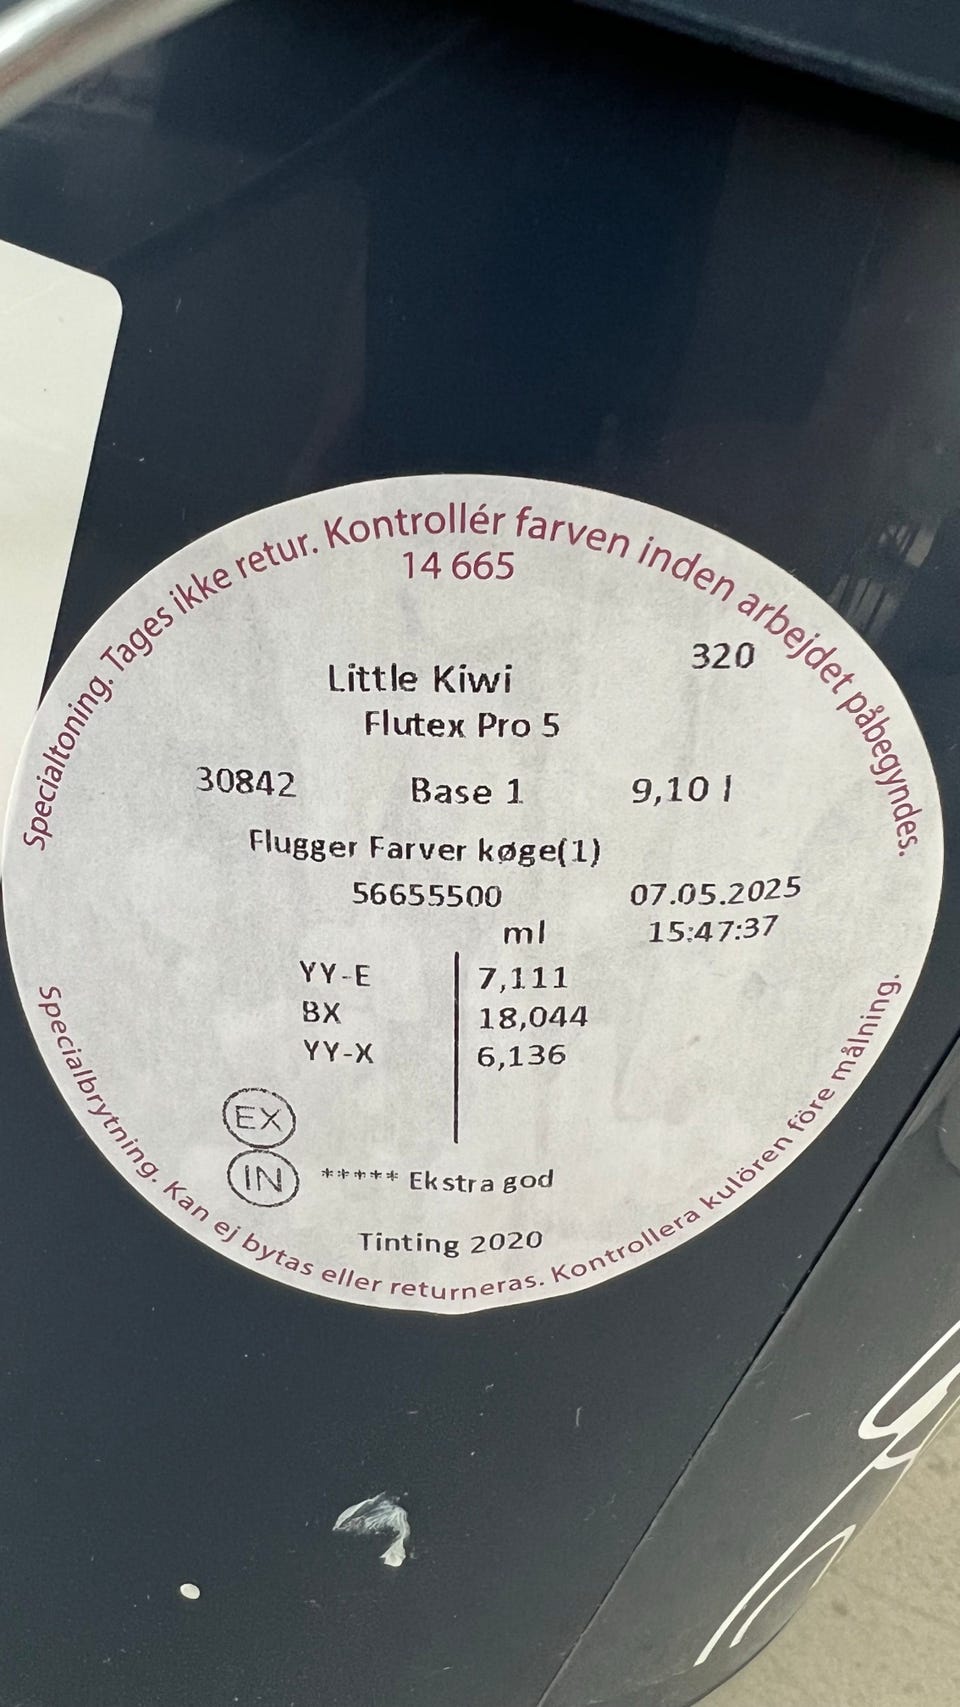 Specialtoning. Tages ikke retur. Kontrollér farven inden arbejdet påbegyndes.
14 665
320
Little Kiwi
Flutex Pro 5
30842 Base 1 9,10 l
Flugger Farver køge(1)
56655500 07.05.2025
ml 15:47:37
YY-E 7,111
BX 18,044
YY-X 6,136
EX
IN ***** Ekstra god
Tinting 2020
Specialbrytning. Kan ej bytas eller returneras. Kontrollera kulören före målning.